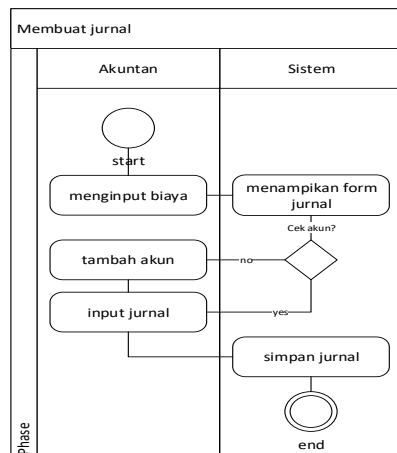 Membuat jurnal
Akuntan
Sistem
start
menginput biaya
menampikan form
jurnal
Cek akun?
tambah akun
no
input jurnal
yes
simpan jurnal
end
Phase